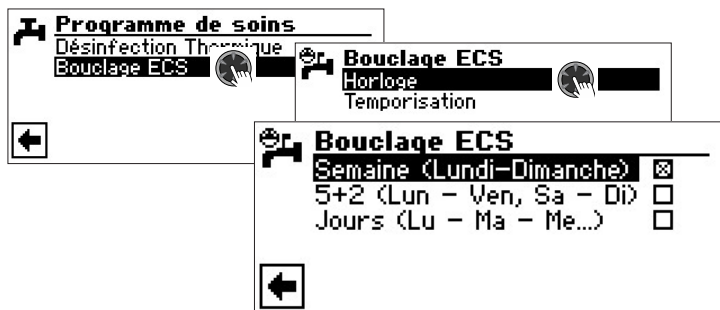 Programme de soins
Désinfection Thermique
Bouclage ECS
Bouclage ECS
Horloge
Temporisation
Bouclage ECS
Semaine (Lundi-Dimanche)
5+2 (Lun - Ven, Sa - Di)
Jours (Lu - Ma - Me...)